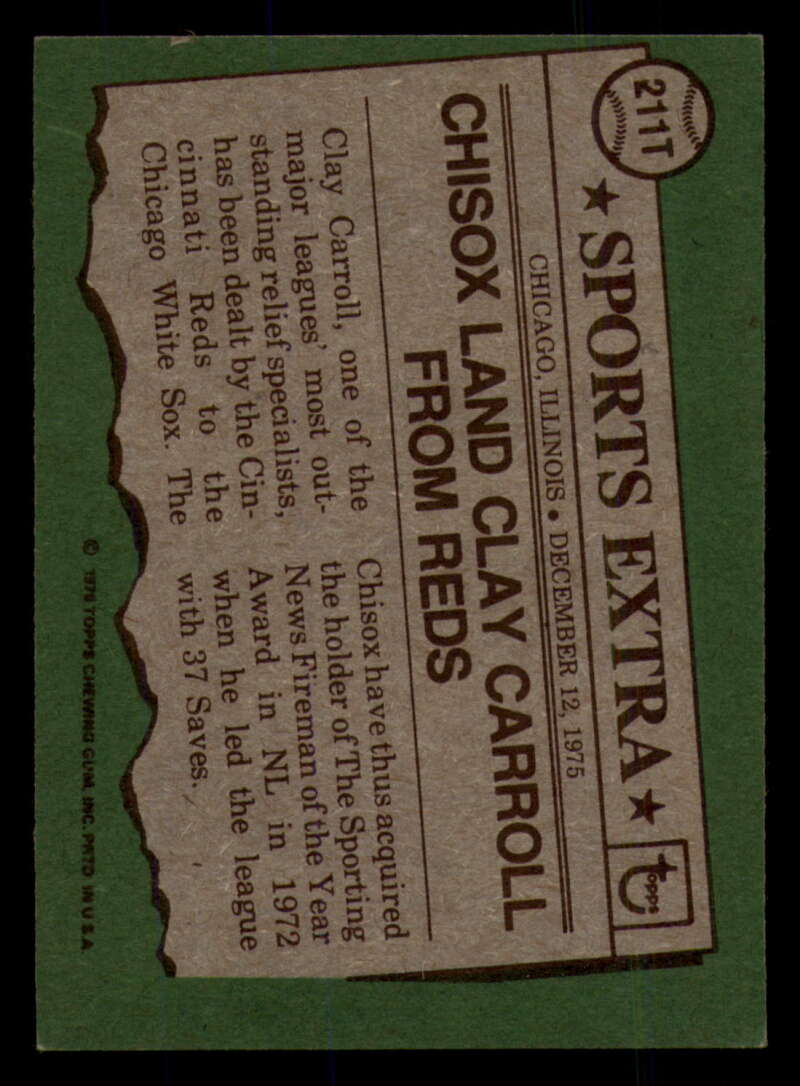 211T
★ SPORTS EXTRA ★
topps
CHICAGO, ILLINOIS • DECEMBER 12, 1975
CHISOX LAND CLAY CARROLL
FROM REDS
Clay Carroll, one of the
major leagues' most out-
standing relief specialists,
has been dealt by the Cin-
cinnati Reds to the
Chicago White Sox. The
Chisox have thus acquired
the holder of The Sporting
News Fireman of the Year
Award in NL in 1972
when he led the league
with 37 Saves.
© 1976 TOPPS CHEWING GUM, INC. PRTD. IN U.S.A.